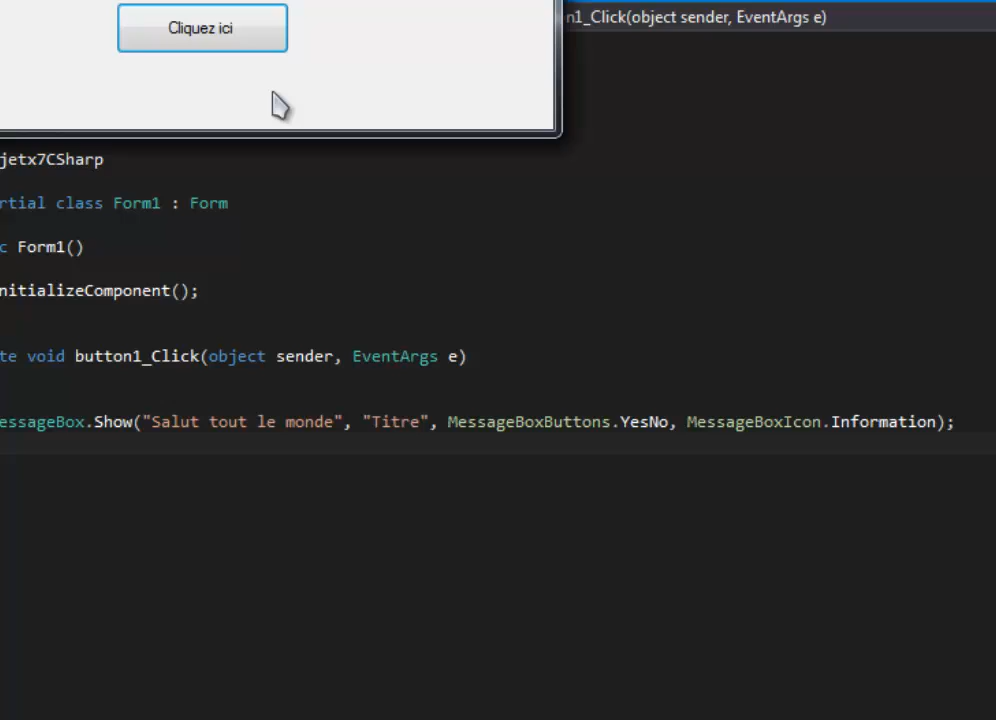 Cliquez ici
n1_Click(object sender, EventArgs e)
jetx7CSharp
rtial class Form1 : Form
c Form1()
nitializeComponent();
te void button1_Click(object sender, EventArgs e)
essageBox.Show("Salut tout le monde", "Titre", MessageBoxButtons.YesNo, MessageBoxIcon.Information);